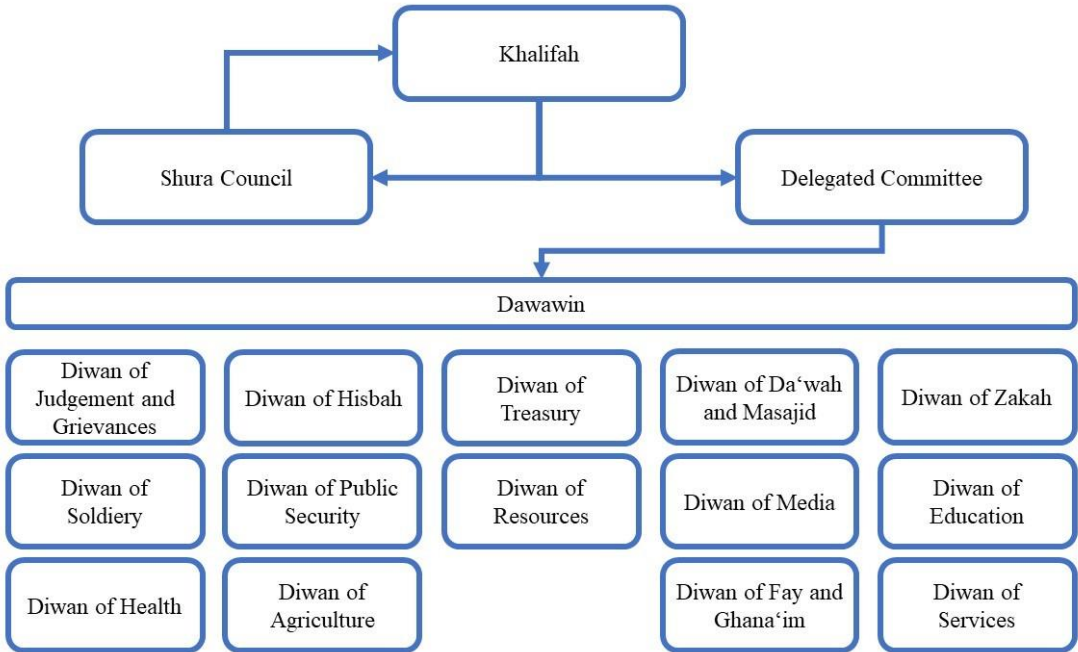 Khalifah
Shura Council
Delegated Committee
Dawawin
Diwan of
Judgement and
Grievances
Diwan of Hisbah
Diwan of
Treasury
Diwan of Da‘wah
and Masajid
Diwan of Zakah
Diwan of
Soldiery
Diwan of Public
Security
Diwan of
Resources
Diwan of Media
Diwan of
Education
Diwan of Health
Diwan of
Agriculture
Diwan of Fay and
Ghana‘im
Diwan of
Services